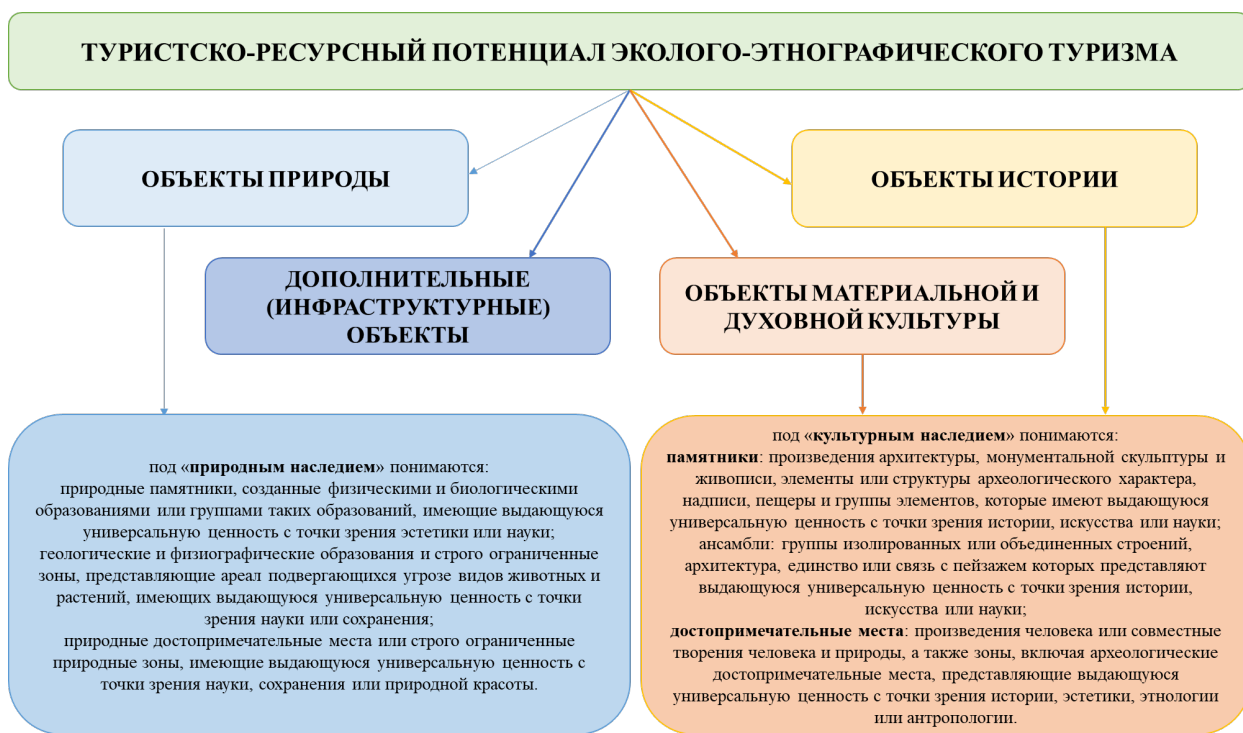 ТУРИСТСКО-РЕСУРСНЫЙ ПОТЕНЦИАЛ ЭКОЛОГО-ЭТНОГРАФИЧЕСКОГО ТУРИЗМА
ОБЪЕКТЫ ПРИРОДЫ
ОБЪЕКТЫ ИСТОРИИ
ДОПОЛНИТЕЛЬНЫЕ
(ИНФРАСТРУКТУРНЫЕ)
ОБЪЕКТЫ
ОБЪЕКТЫ МАТЕРИАЛЬНОЙ И
ДУХОВНОЙ КУЛЬТУРЫ
под «природным наследием» понимаются:
природные памятники, созданные физическими и биологическими
образованиями или группами таких образований, имеющие выдающуюся
универсальную ценность с точки зрения эстетики или науки;
геологические и физиографические образования и строго ограниченные
зоны, представляющие ареал подвергающихся угрозе видов животных и
растений, имеющих выдающуюся универсальную ценность с точки
зрения науки или сохранения;
природные достопримечательные места или строго ограниченные
природные зоны, имеющие выдающуюся универсальную ценность с
точки зрения науки, сохранения или природной красоты.
под «культурным наследием» понимаются:
памятники: произведения архитектуры, монументальной скульптуры и
живописи, элементы или структуры археологического характера,
надписи, пещеры и группы элементов, которые имеют выдающуюся
универсальную ценность с точки зрения истории, искусства или науки;
ансамбли: группы изолированных или объединенных строений,
архитектура, единство или связь с пейзажем которых представляют
выдающуюся универсальную ценность с точки зрения истории,
искусства или науки;
достопримечательные места: произведения человека или совместные
творения человека и природы, а также зоны, включая археологические
достопримечательные места, представляющие выдающуюся
универсальную ценность с точки зрения истории, эстетики, этнологии
или антропологии.